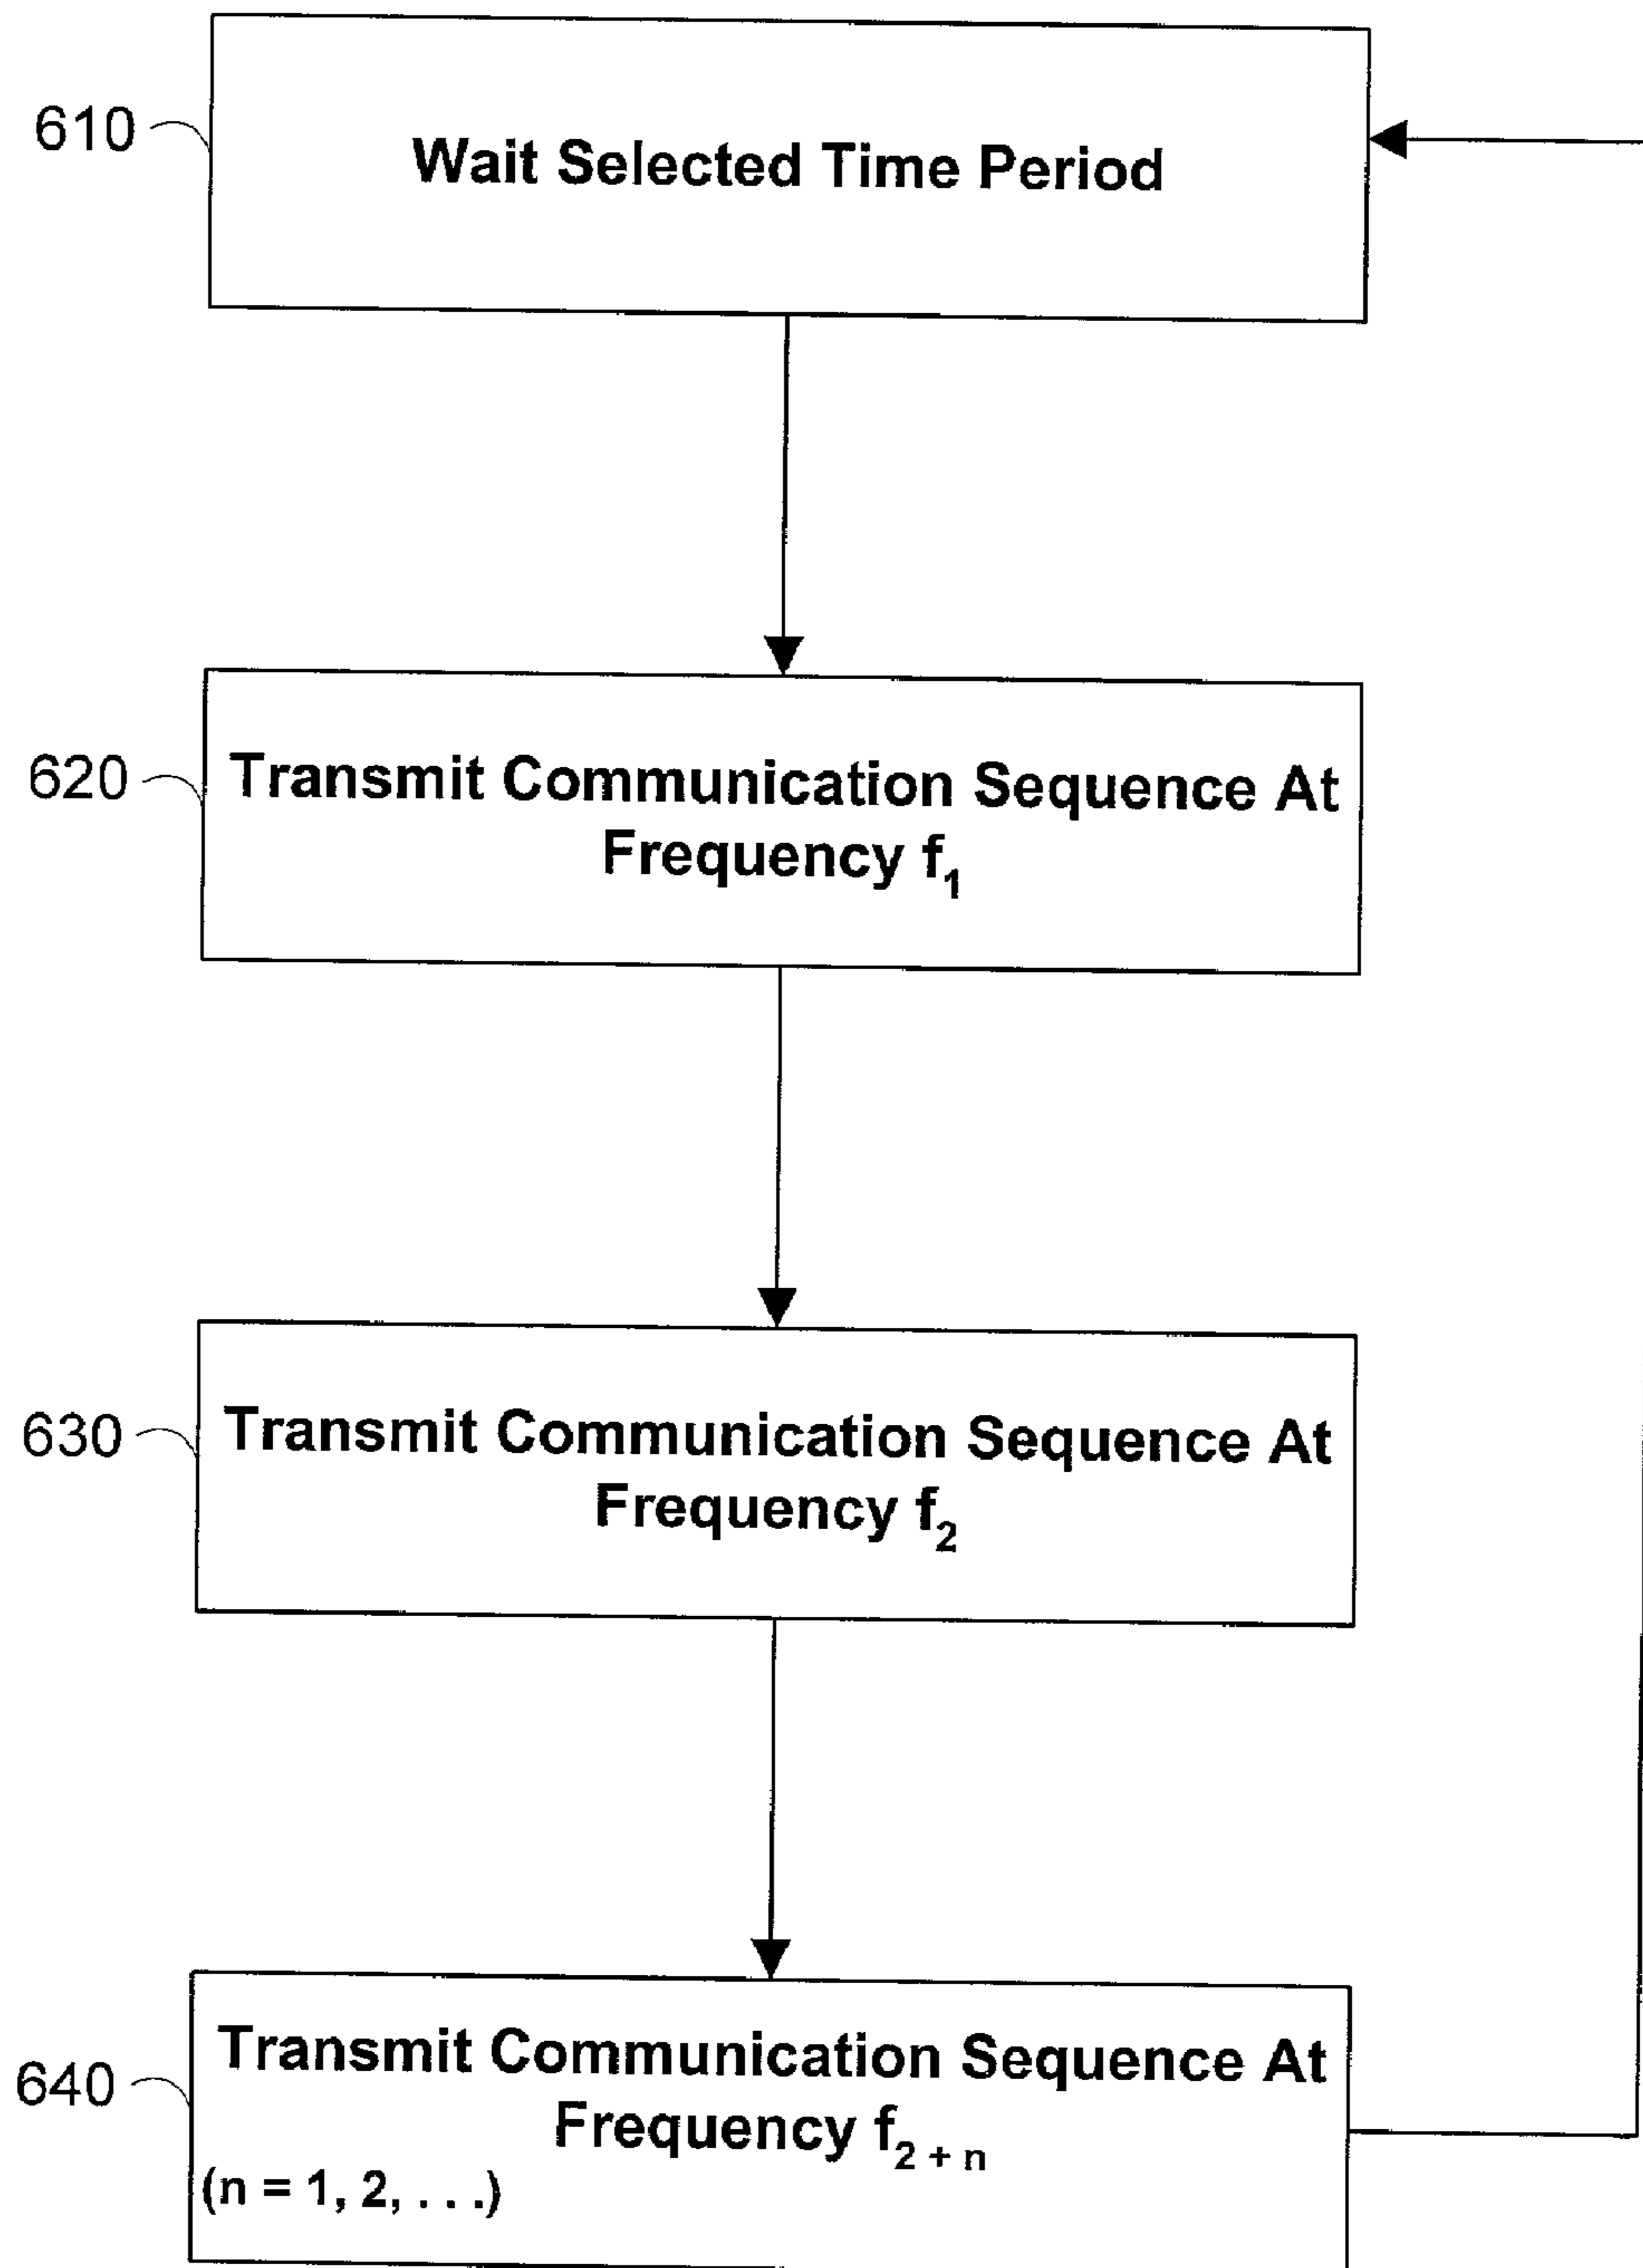 610
Wait Selected Time Period
620
Transmit Communication Sequence At
Frequency f₁
630
Transmit Communication Sequence At
Frequency f₂
640
Transmit Communication Sequence At
Frequency f₂ ₊ ₙ
(n = 1, 2, . . .)